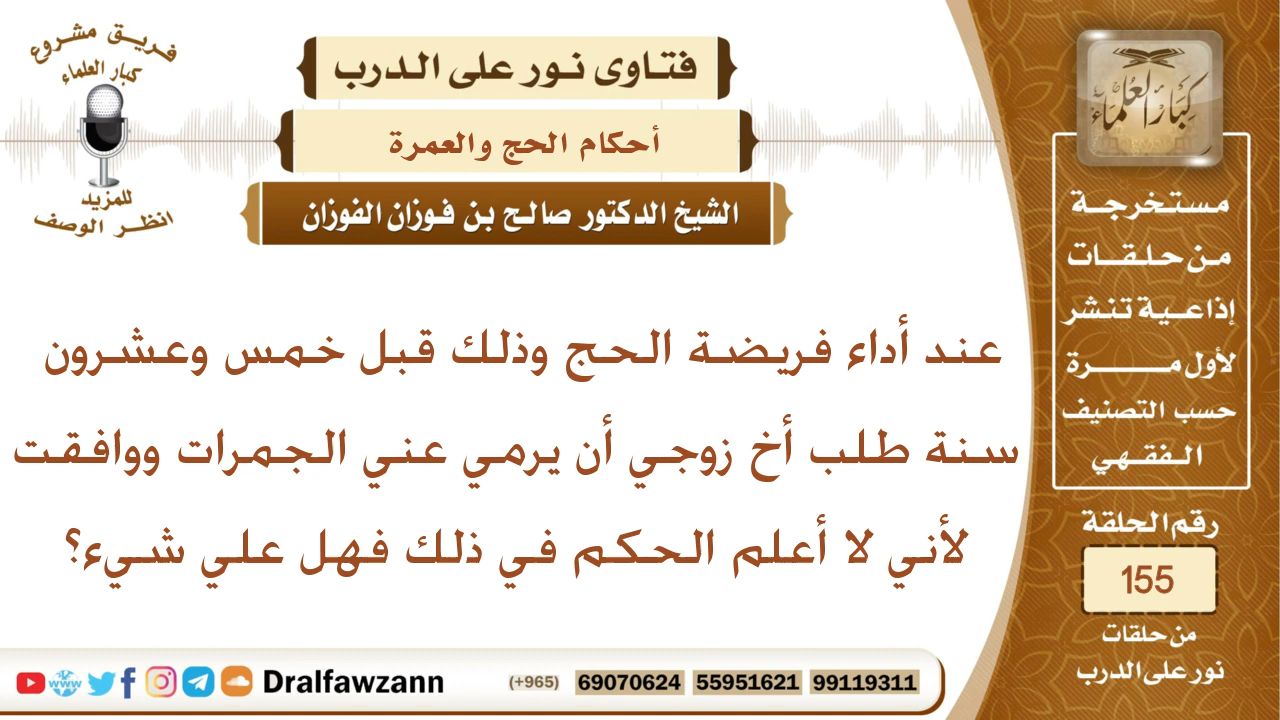 فريق مشروع
كبار العلماء
للمزيد
انظر الوصف
فتاوى نور على الدرب
أحكام الحج والعمرة
الشيخ الدكتور صالح بن فوزان الفوزان
عند أداء فريضة الحج وذلك قبل خمس وعشرون
سنة طلب أخ زوجي أن يرمي عني الجمرات ووافقت
لأني لا أعلم الحكم في ذلك فهل علي شيء؟
كبار العلماء
مستخرجة
من حلقات
إذاعية تنشر
لأول مرة
حسب التصنيف
الفقهي
رقم الحلقة
155
من حلقات
نور على الدرب
www Dralfawzann (+965) 69070624 55951621 99119311